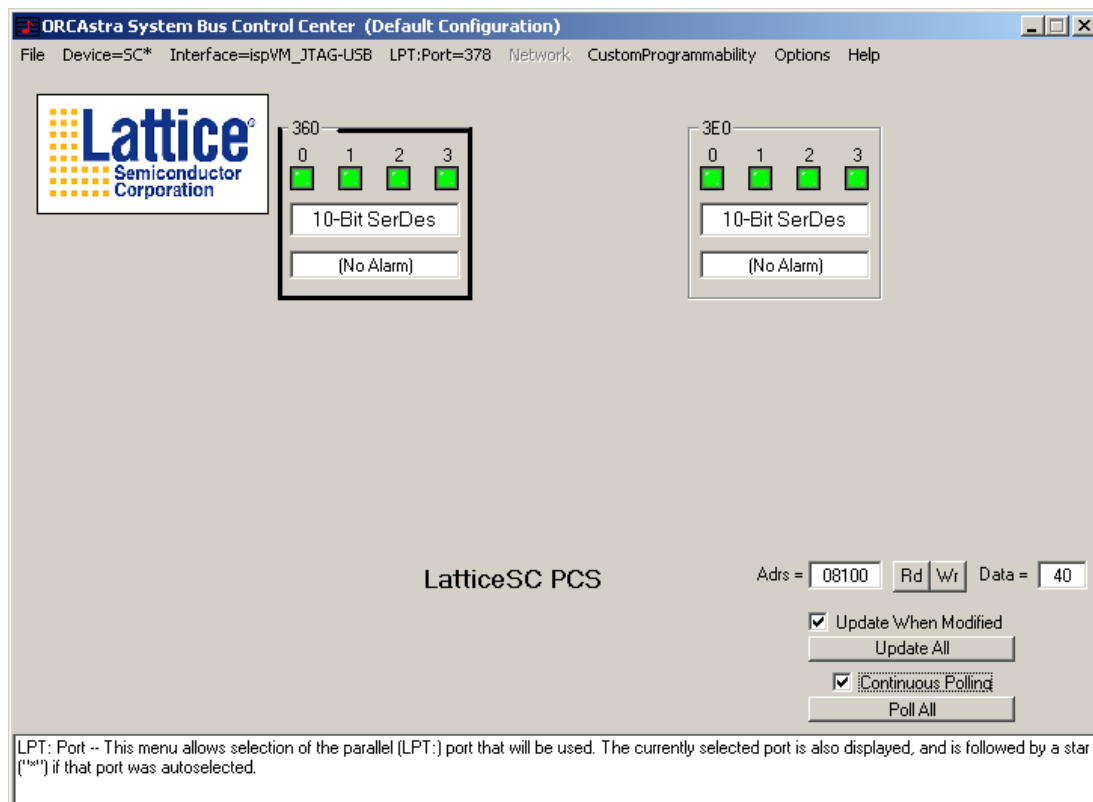 ORCAstra System Bus Control Center (Default Configuration)
File Device=SC* Interface=ispVM_JTAG-USB LPT:Port=378 Network CustomProgrammability Options Help
Lattice®
Semiconductor
Corporation
360
0 1 2 3
10-Bit SerDes
(No Alarm)
3E0
0 1 2 3
10-Bit SerDes
(No Alarm)
LatticeSC PCS
Adrs = 08100 Rd Wr Data = 40
Update When Modified
Update All
Continuous Polling
Poll All
LPT: Port -- This menu allows selection of the parallel (LPT:) port that will be used. The currently selected port is also displayed, and is followed by a star
("*") if that port was autoselected.